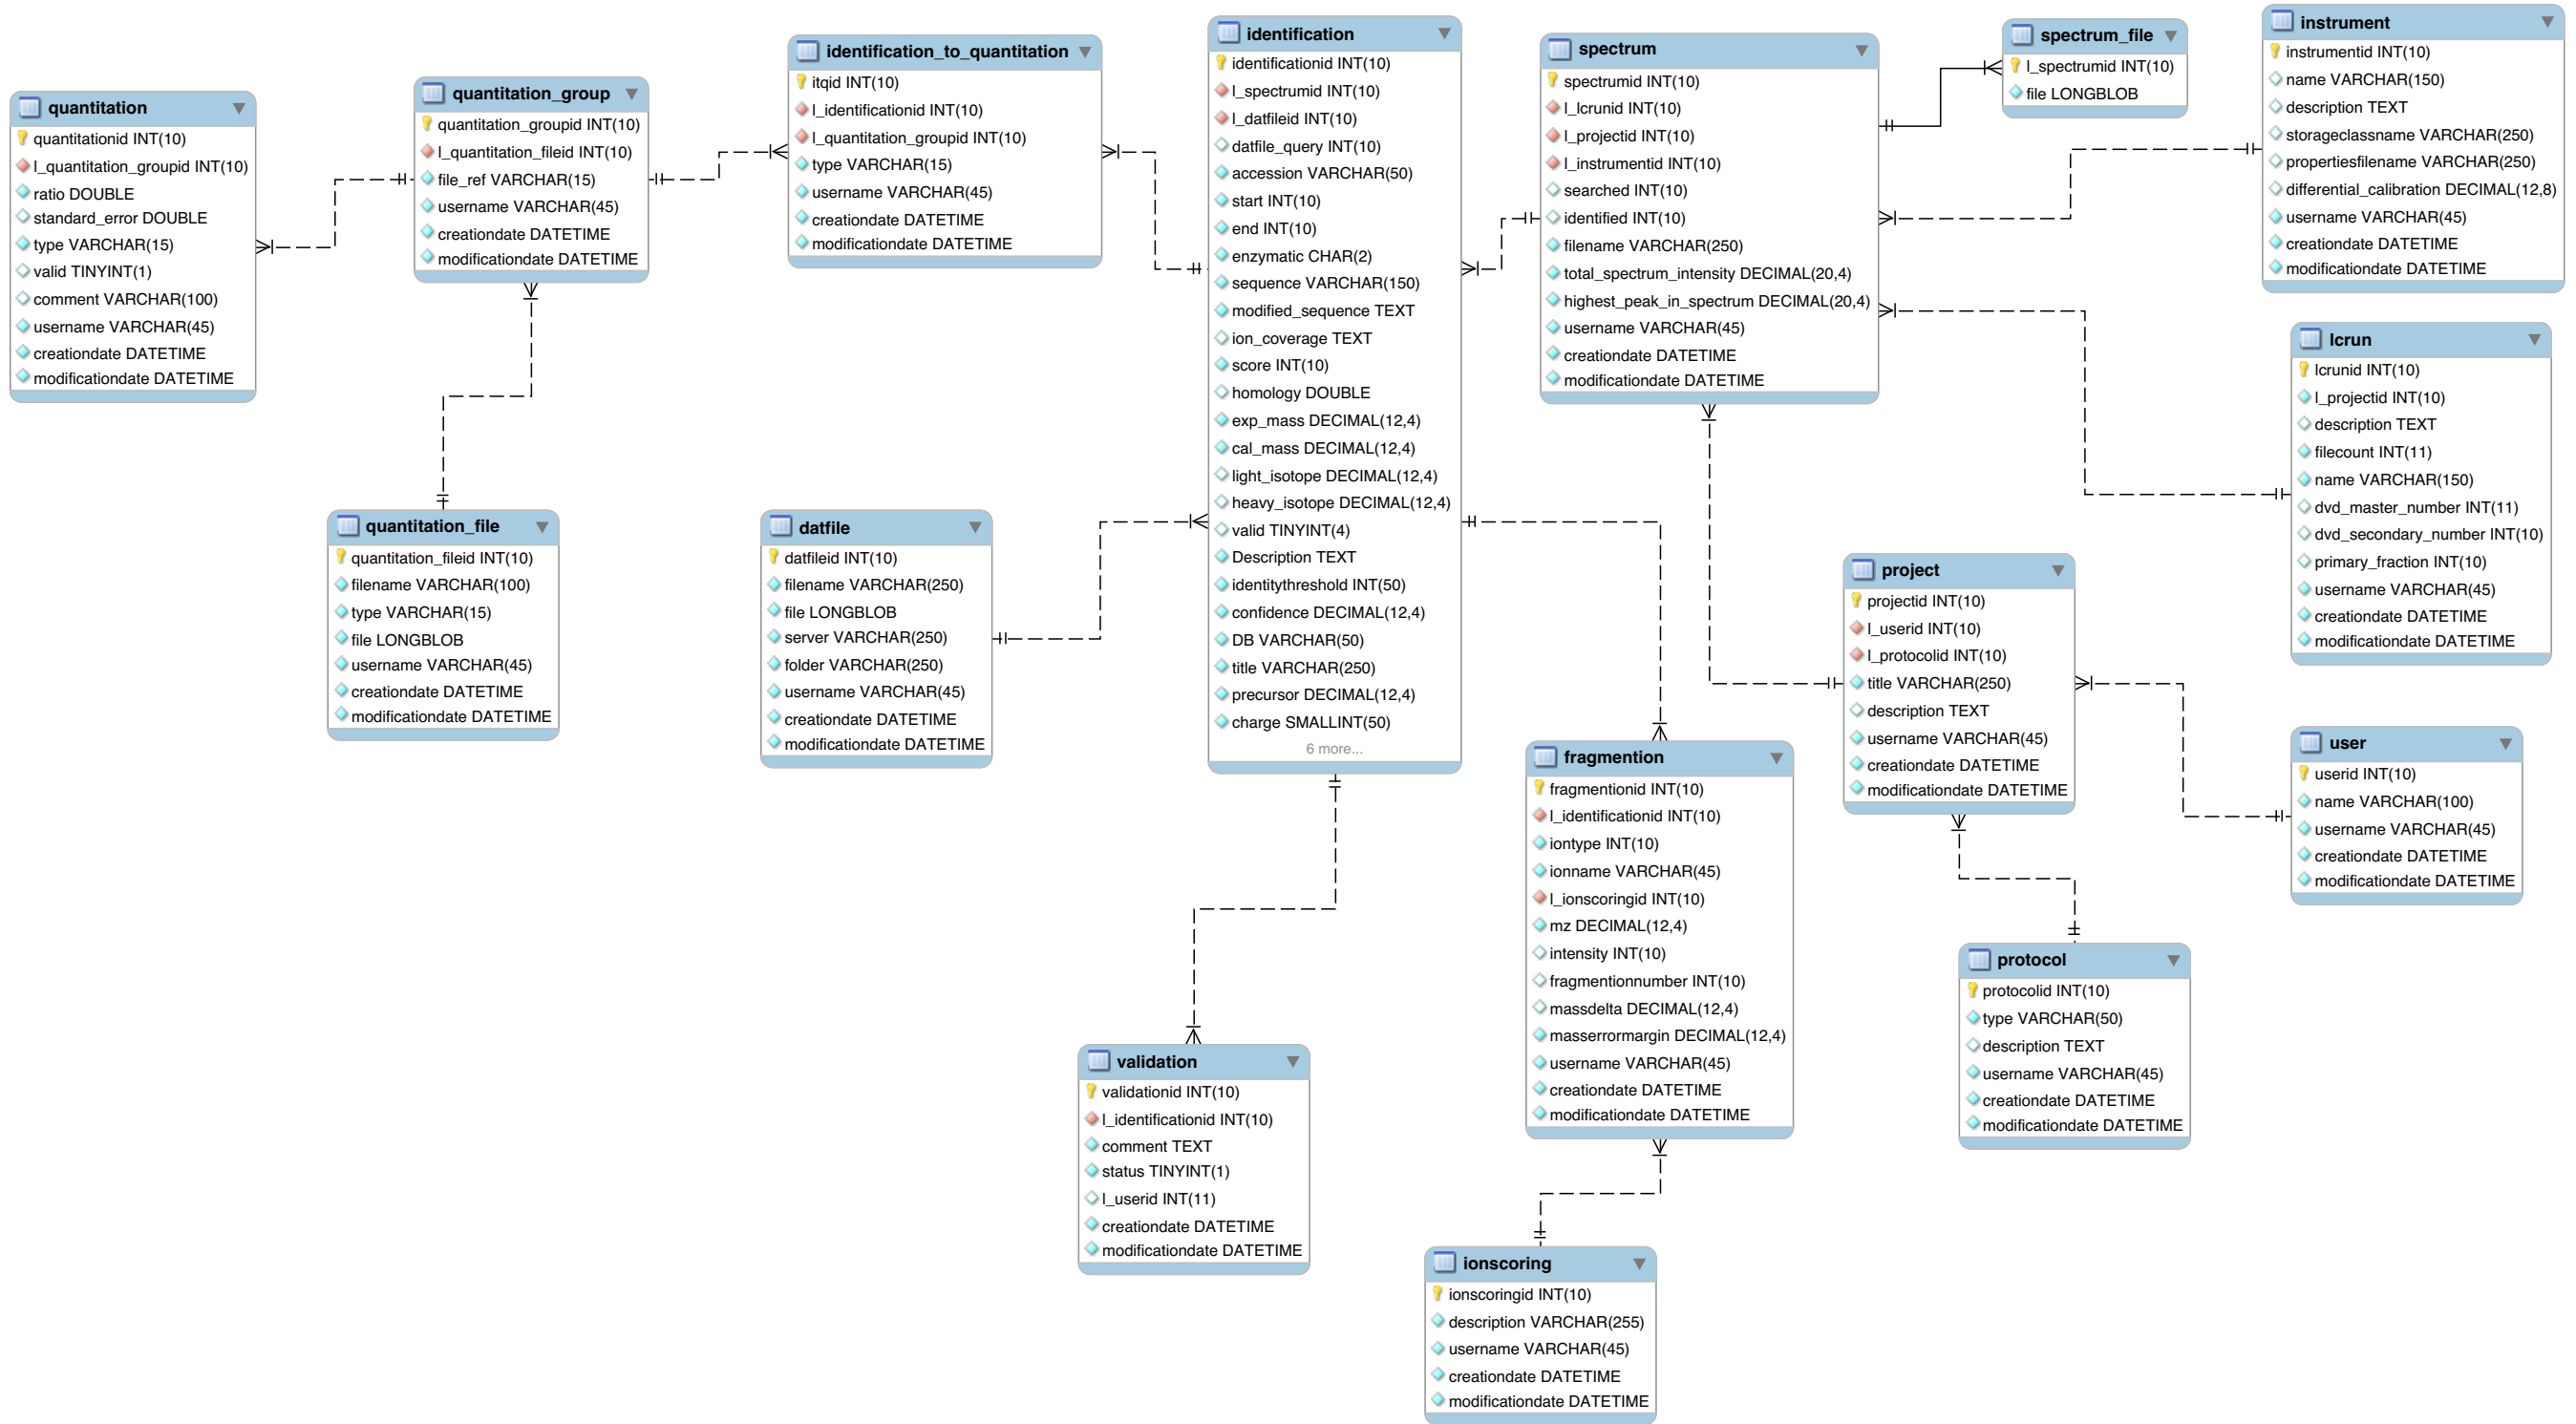 quantitation
quantitationid INT(10)
l_quantitation_groupid INT(10)
ratio DOUBLE
standard_error DOUBLE
type VARCHAR(15)
valid TINYINT(1)
comment VARCHAR(100)
username VARCHAR(45)
creationdate DATETIME
modificationdate DATETIME
quantitation_group
quantitation_groupid INT(10)
l_quantitation_fileid INT(10)
file_ref VARCHAR(15)
username VARCHAR(45)
creationdate DATETIME
modificationdate DATETIME
identification_to_quantitation
itqid INT(10)
l_identificationid INT(10)
l_quantitation_groupid INT(10)
type VARCHAR(15)
username VARCHAR(45)
creationdate DATETIME
modificationdate DATETIME
identification
identificationid INT(10)
l_spectrumid INT(10)
l_datfileid INT(10)
datfile_query INT(10)
accession VARCHAR(50)
start INT(10)
end INT(10)
enzymatic CHAR(2)
sequence VARCHAR(150)
modified_sequence TEXT
ion_coverage TEXT
score INT(10)
homology DOUBLE
exp_mass DECIMAL(12,4)
cal_mass DECIMAL(12,4)
light_isotope DECIMAL(12,4)
heavy_isotope DECIMAL(12,4)
valid TINYINT(4)
Description TEXT
identitythreshold INT(50)
confidence DECIMAL(12,4)
DB VARCHAR(50)
title VARCHAR(250)
precursor DECIMAL(12,4)
charge SMALLINT(50)
6 more...
spectrum
spectrumid INT(10)
l_lcrunid INT(10)
l_projectid INT(10)
l_instrumentid INT(10)
searched INT(10)
identified INT(10)
filename VARCHAR(250)
total_spectrum_intensity DECIMAL(20,4)
highest_peak_in_spectrum DECIMAL(20,4)
username VARCHAR(45)
creationdate DATETIME
modificationdate DATETIME
spectrum_file
l_spectrumid INT(10)
file LONGBLOB
instrument
instrumentid INT(10)
name VARCHAR(150)
description TEXT
storageclassname VARCHAR(250)
propertiesfilename VARCHAR(250)
differential_calibration DECIMAL(12,8)
username VARCHAR(45)
creationdate DATETIME
modificationdate DATETIME
lcrun
lcrunid INT(10)
l_projectid INT(10)
description TEXT
filecount INT(11)
name VARCHAR(150)
dvd_master_number INT(11)
dvd_secondary_number INT(10)
primary_fraction INT(10)
username VARCHAR(45)
creationdate DATETIME
modificationdate DATETIME
quantitation_file
quantitation_fileid INT(10)
filename VARCHAR(100)
type VARCHAR(15)
file LONGBLOB
username VARCHAR(45)
creationdate DATETIME
modificationdate DATETIME
datfile
datfileid INT(10)
filename VARCHAR(250)
file LONGBLOB
server VARCHAR(250)
folder VARCHAR(250)
username VARCHAR(45)
creationdate DATETIME
modificationdate DATETIME
project
projectid INT(10)
l_userid INT(10)
l_protocolid INT(10)
title VARCHAR(250)
description TEXT
username VARCHAR(45)
creationdate DATETIME
modificationdate DATETIME
user
userid INT(10)
name VARCHAR(100)
username VARCHAR(45)
creationdate DATETIME
modificationdate DATETIME
fragmention
fragmentionid INT(10)
l_identificationid INT(10)
iontype INT(10)
ionname VARCHAR(45)
l_ionscoringid INT(10)
mz DECIMAL(12,4)
intensity INT(10)
fragmentionnumber INT(10)
massdelta DECIMAL(12,4)
masserrormargin DECIMAL(12,4)
username VARCHAR(45)
creationdate DATETIME
modificationdate DATETIME
protocol
protocolid INT(10)
type VARCHAR(50)
description TEXT
username VARCHAR(45)
creationdate DATETIME
modificationdate DATETIME
validation
validationid INT(10)
l_identificationid INT(10)
comment TEXT
status TINYINT(1)
l_userid INT(11)
creationdate DATETIME
modificationdate DATETIME
ionscoring
ionscoringid INT(10)
description VARCHAR(255)
username VARCHAR(45)
creationdate DATETIME
modificationdate DATETIME